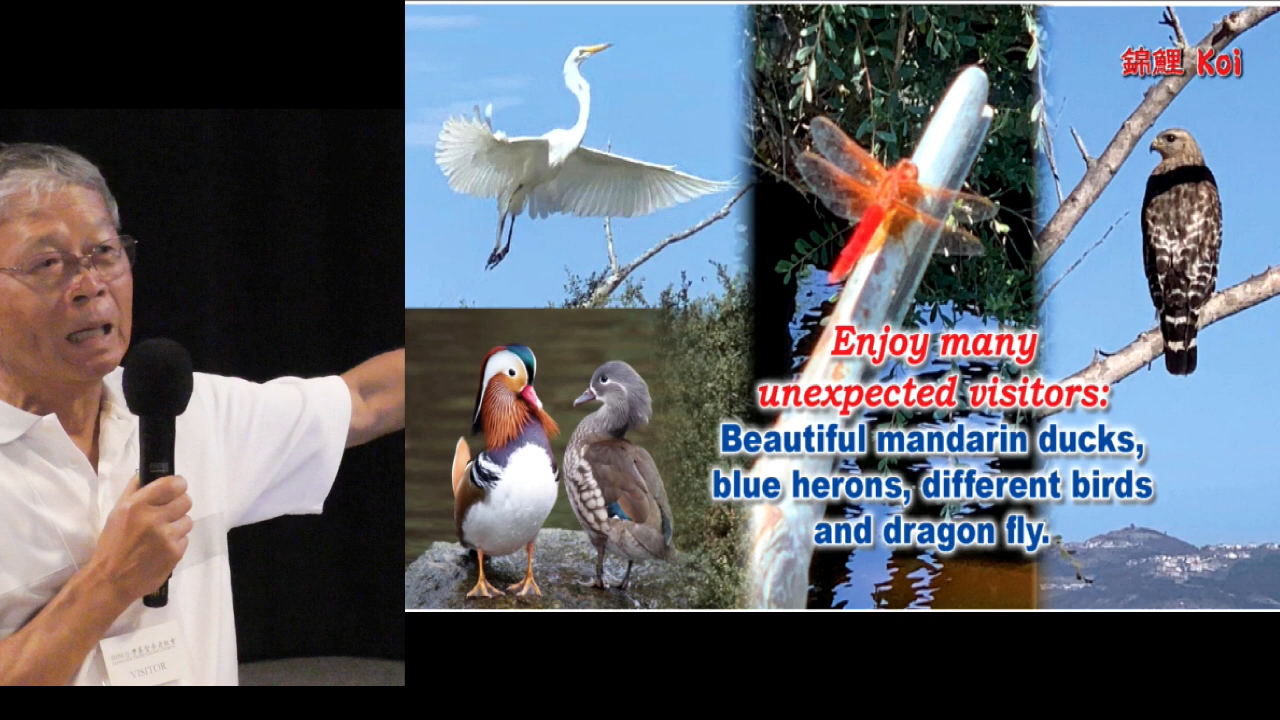 錦鯉 Koi
Enjoy many
unexpected visitors:
Beautiful mandarin ducks,
blue herons, different birds
and dragon fly.
VISITOR